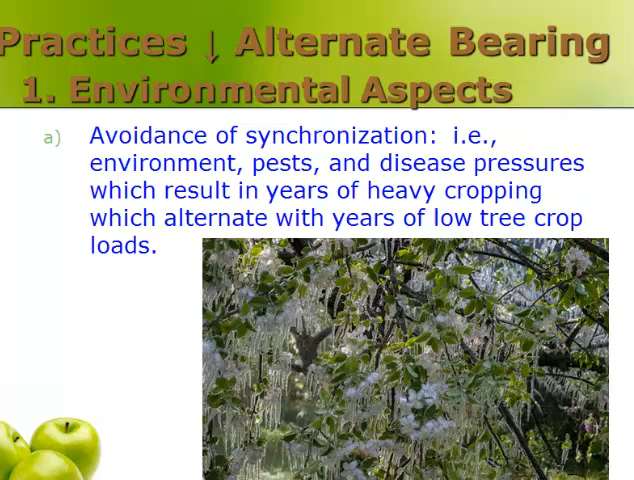 Practices ↓ Alternate Bearing
1. Environmental Aspects
a) Avoidance of synchronization: i.e.,
environment, pests, and disease pressures
which result in years of heavy cropping
which alternate with years of low tree crop
loads.